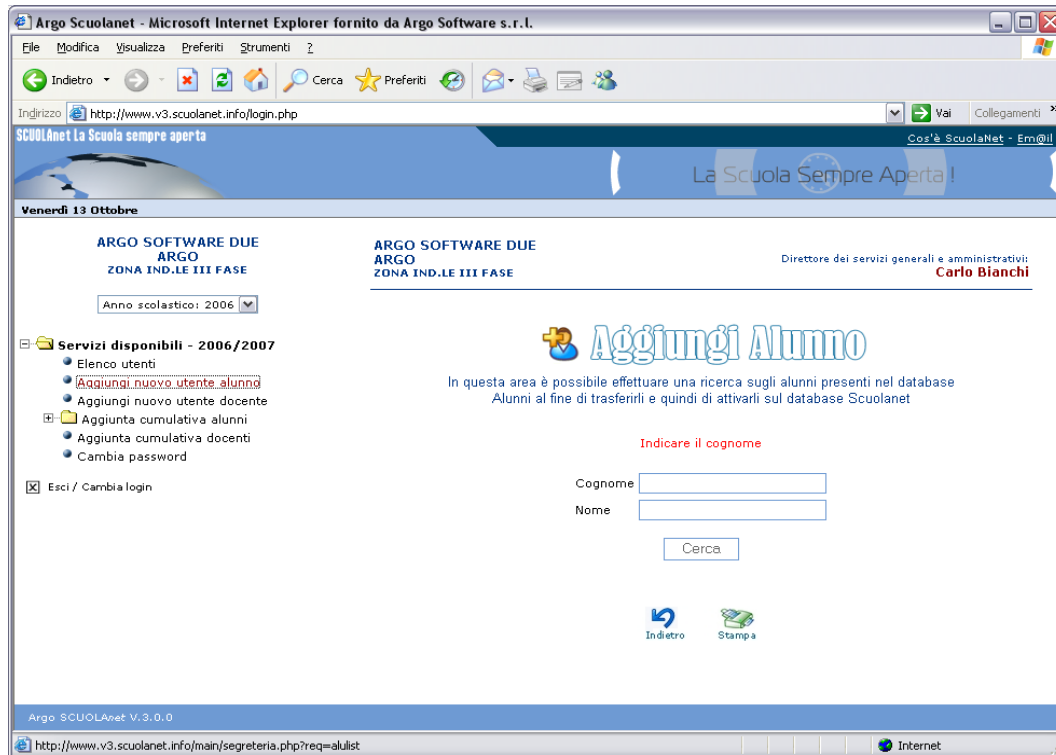 Argo Scuolanet - Microsoft Internet Explorer fornito da Argo Software s.r.l.
File Modifica Visualizza Preferiti Strumenti ?
Indietro Cerca Preferiti
Indirizzo http://www.v3.scuolanet.info/login.php Vai Collegamenti »
SCUOLAnet La Scuola sempre aperta
Cos'è ScuolaNet - Em@il
La Scuola Sempre Aperta !
Venerdì 13 Ottobre
ARGO SOFTWARE DUE
ARGO
ZONA IND.LE III FASE
Anno scolastico: 2006
Servizi disponibili - 2006/2007
Elenco utenti
Aggiungi nuovo utente alunno
Aggiungi nuovo utente docente
Aggiunta cumulativa alunni
Aggiunta cumulativa docenti
Cambia password
Esci / Cambia login
ARGO SOFTWARE DUE
ARGO
ZONA IND.LE III FASE
Direttore dei servizi generali e amministrativi:
Carlo Bianchi
Aggiungi Alunno
In questa area è possibile effettuare una ricerca sugli alunni presenti nel database
Alunni al fine di trasferirli e quindi di attivarli sul database Scuolanet
Indicare il cognome
Cognome
Nome
Cerca
Indietro Stampa
Argo SCUOLAnet V.3.0.0
http://www.v3.scuolanet.info/main/segreteria.php?req=alulist Internet